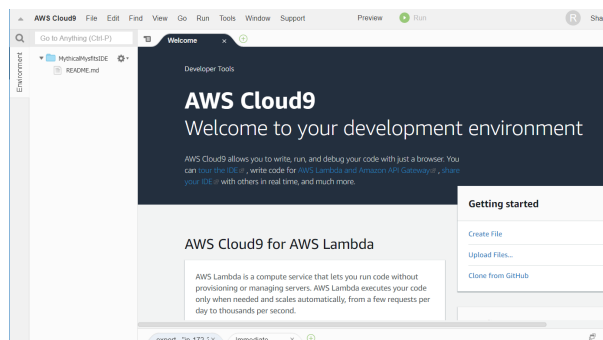 AWS Cloud9 File Edit Find View Go Run Tools Window Support Preview Run R Sha
Go to Anything (Ctrl-P) Welcome
Environment
MythicalMysfitsIDE
README.md
Developer Tools
AWS Cloud9
Welcome to your development environment
AWS Cloud9 allows you to write, run, and debug your code with just a browser. You
can tour the IDE, write code for AWS Lambda and Amazon API Gateway, share
your IDE with others in real time, and much more.
Getting started
Create File
Upload Files...
Clone from GitHub
AWS Cloud9 for AWS Lambda
AWS Lambda is a compute service that lets you run code without
provisioning or managing servers. AWS Lambda executes your code
only when needed and scales automatically, from a few requests per
day to thousands per second.
Immediate